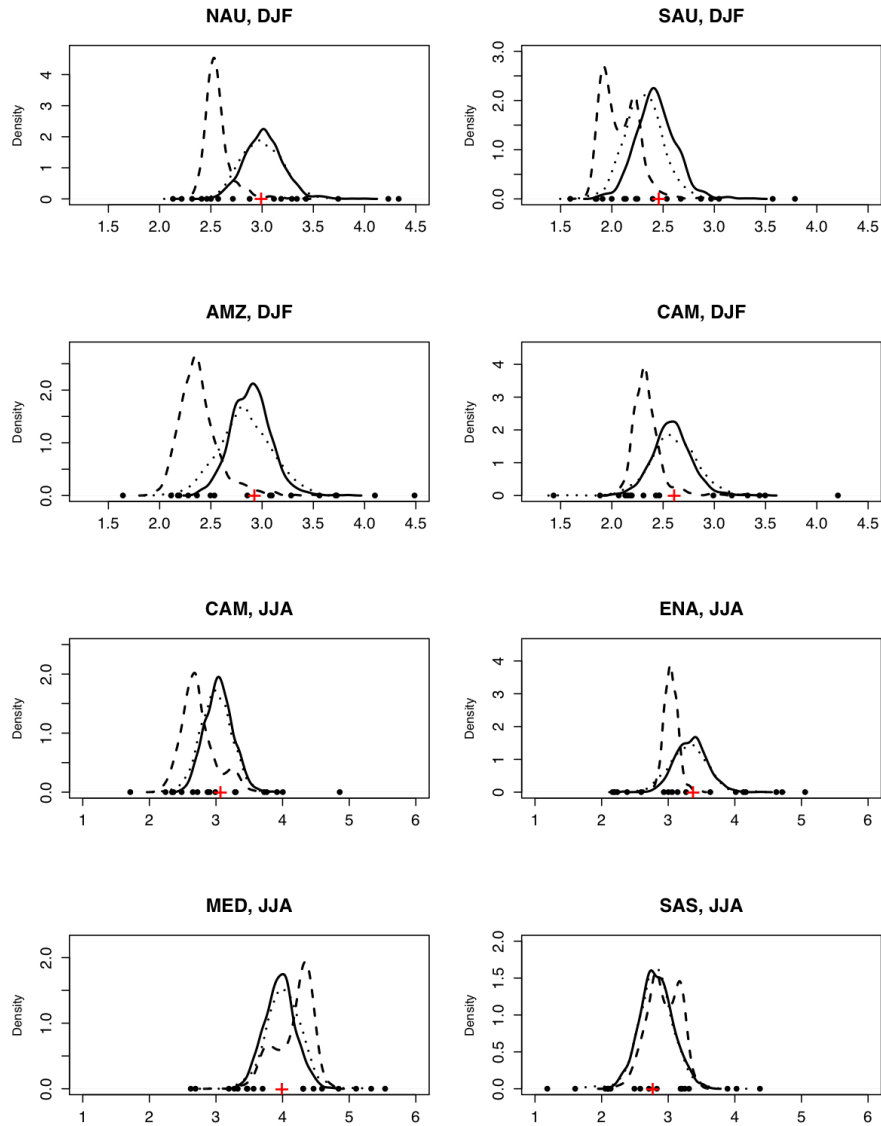 NAU, DJF
Density
0 1 2 3 4
1.5 2.0 2.5 3.0 3.5 4.0 4.5
SAU, DJF
Density
0.0 1.0 2.0 3.0
1.5 2.0 2.5 3.0 3.5 4.0 4.5
AMZ, DJF
Density
0.0 1.0 2.0
1.5 2.0 2.5 3.0 3.5 4.0 4.5
CAM, DJF
Density
0 1 2 3 4
1.5 2.0 2.5 3.0 3.5 4.0 4.5
CAM, JJA
Density
0.0 1.0 2.0
1 2 3 4 5 6
ENA, JJA
Density
0 1 2 3 4
1 2 3 4 5 6
MED, JJA
Density
0.0 1.0 2.0
1 2 3 4 5 6
SAS, JJA
Density
0.0 0.5 1.0 1.5 2.0
1 2 3 4 5 6